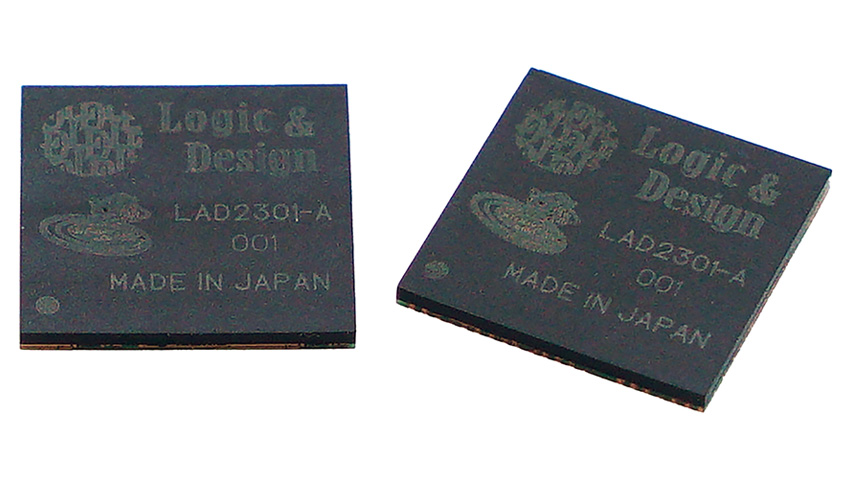 Logic &
Design
LAD2301-A
001
MADE IN JAPAN
Logic &
Design
LAD2301-A
001
MADE IN JAPAN